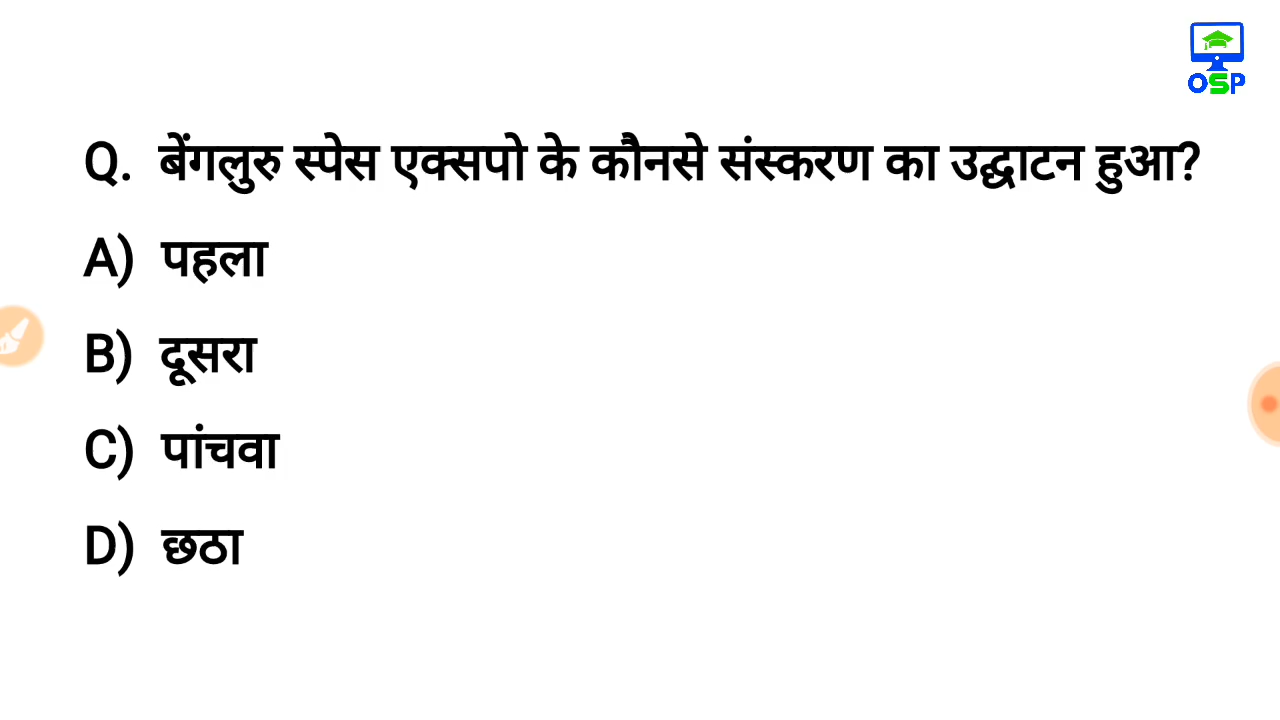 OSP
Q. बेंगलुरु स्पेस एक्सपो के कौनसे संस्करण का उद्घाटन हुआ?
A) पहला
B) दूसरा
C) पांचवा
D) छठा